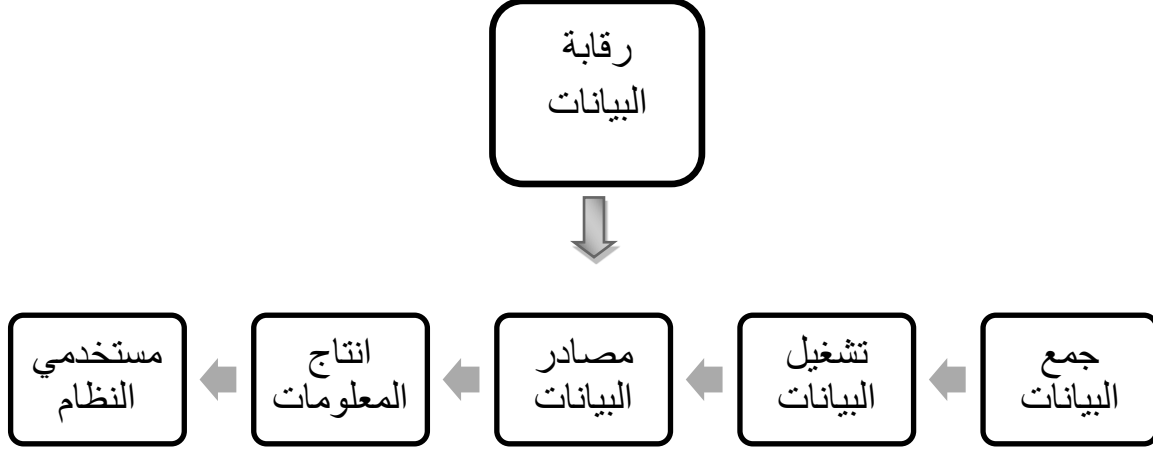 رقابة
البيانات
جمع
البيانات
تشغيل
البيانات
مصادر
البيانات
انتاج
المعلومات
مستخدمي
النظام